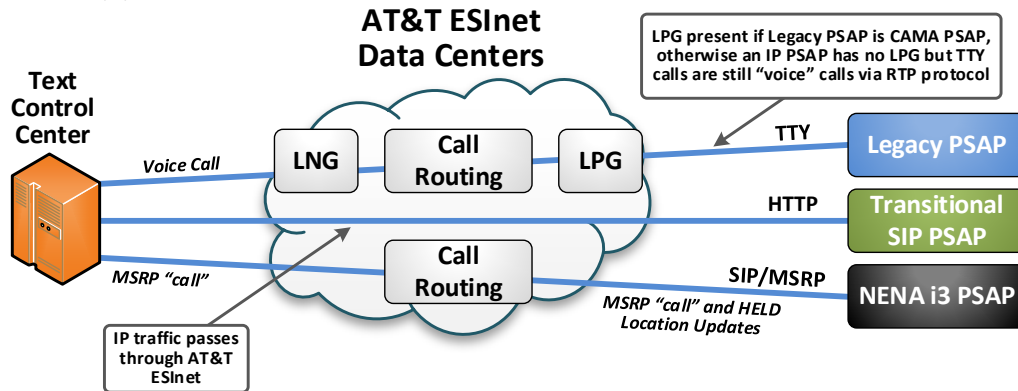 AT&T ESInet
Data Centers
LPG present if Legacy PSAP is CAMA PSAP,
otherwise an IP PSAP has no LPG but TTY
calls are still “voice” calls via RTP protocol
Text
Control
Center
Voice Call
LNG
Call
Routing
LPG
TTY
Legacy PSAP
HTTP
Transitional
SIP PSAP
MSRP “call”
Call
Routing
SIP/MSRP
MSRP “call” and HELD
Location Updates
NENA i3 PSAP
IP traffic passes
through AT&T
ESInet